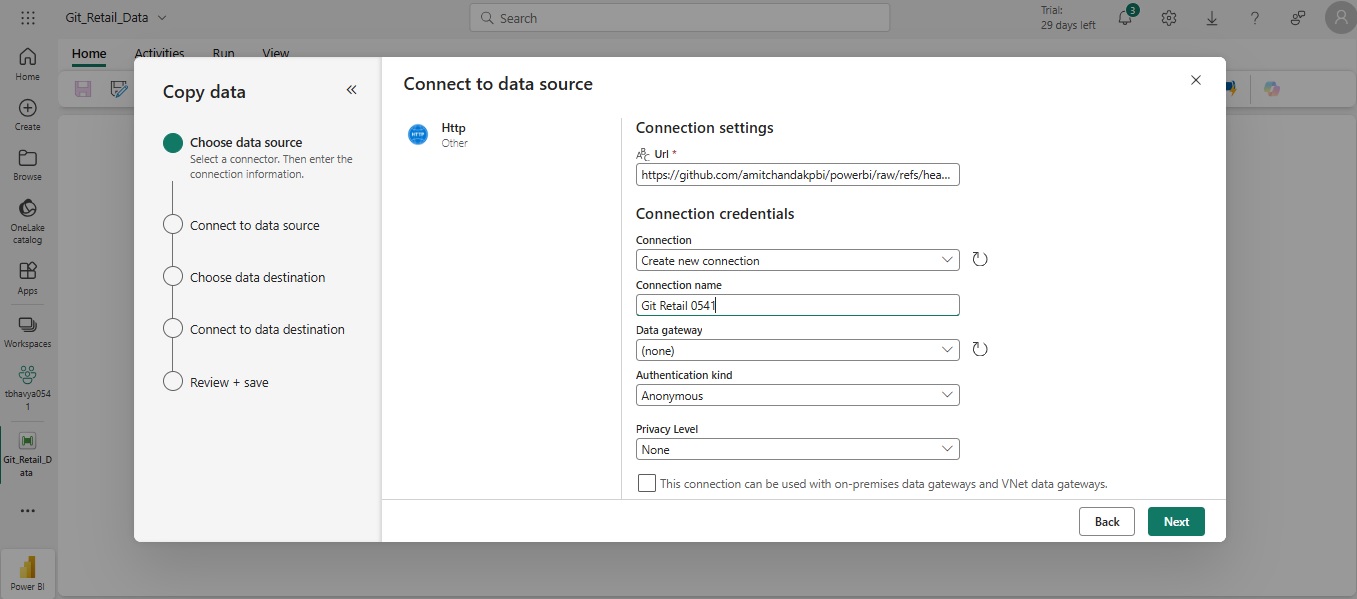 Git_Retail_Data
Search
Trial:
29 days left
3
Home
Activities
Run
View
Home
Create
Browse
OneLake
catalog
Apps
Workspaces
tbhavya054
1
Git_Retail_D
ata
Power BI
Copy data
Choose data source
Select a connector. Then enter the
connection information.
Connect to data source
Choose data destination
Connect to data destination
Review + save
Connect to data source
HTTP
Http
Other
Connection settings
Url *
https://github.com/amitchandakpbi/powerbi/raw/refs/hea...
Connection credentials
Connection
Create new connection
Connection name
Git Retail 0541
Data gateway
(none)
Authentication kind
Anonymous
Privacy Level
None
This connection can be used with on-premises data gateways and VNet data gateways.
Back
Next